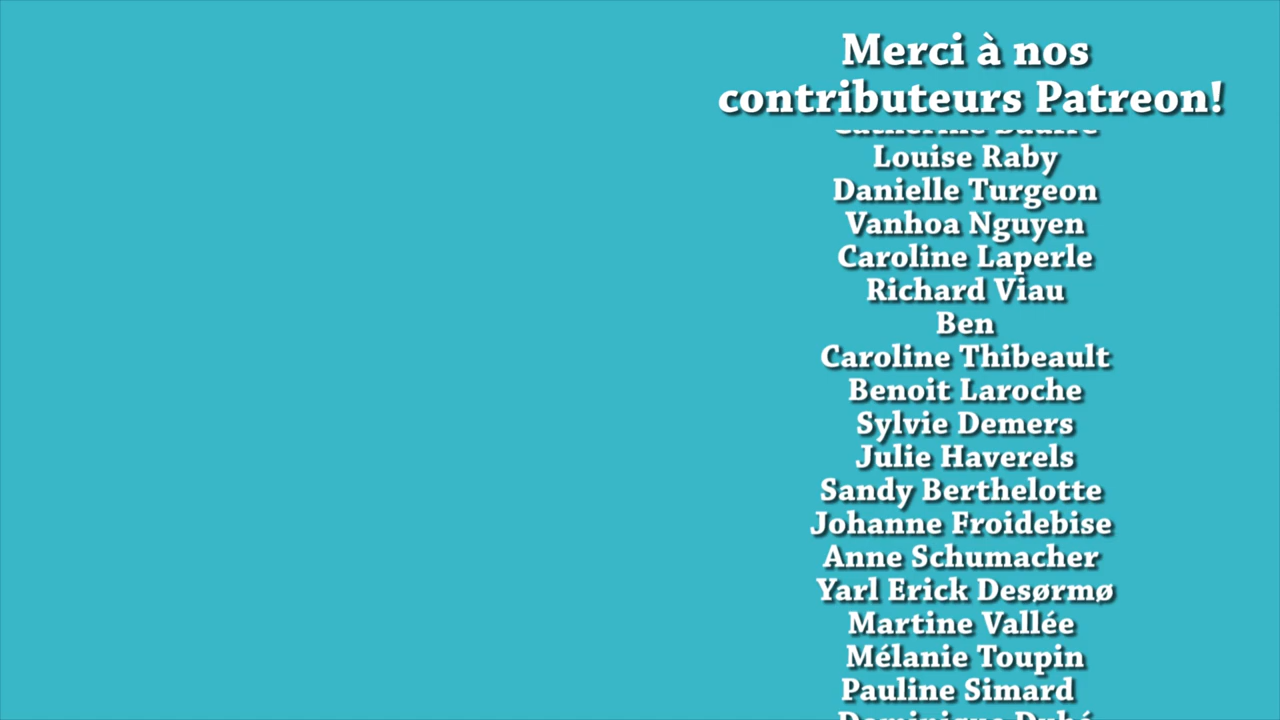 Merci à nos
contributeurs Patreon!
Louise Raby
Danielle Turgeon
Vanhoa Nguyen
Caroline Laperle
Richard Viau
Ben
Caroline Thibeault
Benoit Laroche
Sylvie Demers
Julie Haverels
Sandy Berthelotte
Johanne Froidebise
Anne Schumacher
Yarl Erick Desørmø
Martine Vallée
Mélanie Toupin
Pauline Simard